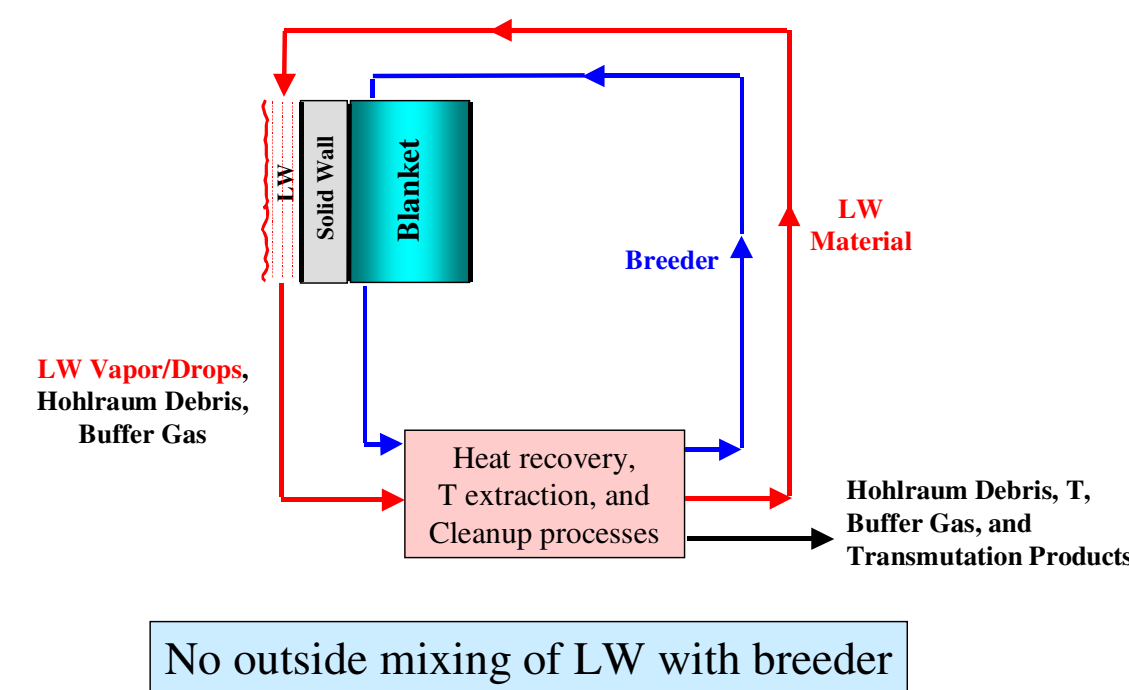 LW
Solid Wall
Blanket
LW
Material
Breeder
LW Vapor/Drops,
Hohlraum Debris,
Buffer Gas
Heat recovery,
T extraction, and
Cleanup processes
Hohlraum Debris, T,
Buffer Gas, and
Transmutation Products
No outside mixing of LW with breeder